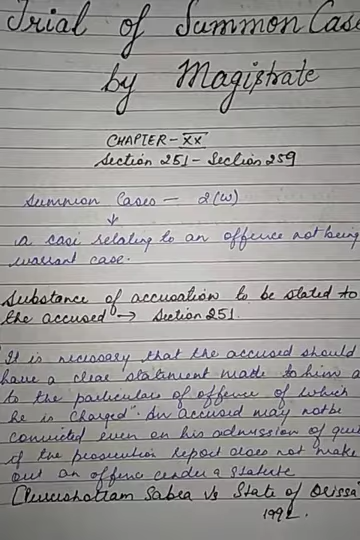 Trial of Summon Case
by Magistrate
CHAPTER-XX
Section 251 - Section 259
Summon Cases - 2(w)
↓
a case relating to an offence not being
warrant case.
Substance of accusation to be stated to
the accused → Section 251.
"It is necessary that the accused should
have a clear statement made to him a
to the particulars of offence of which
he is charged". An accused may not be
convicted even on his admission of gui
if the prosecution report does not make
out an offence under a statute
Sabra vs State of Orissa
1992.